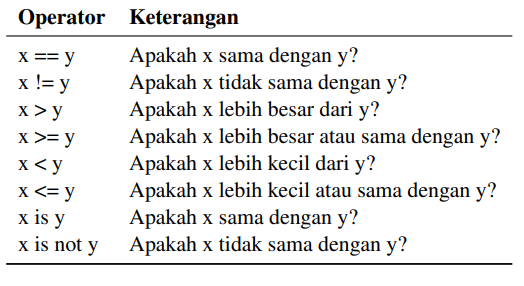 Operator Keterangan
x == y Apakah x sama dengan y?
x != y Apakah x tidak sama dengan y?
x > y Apakah x lebih besar dari y?
x >= y Apakah x lebih besar atau sama dengan y?
x < y Apakah x lebih kecil dari y?
x <= y Apakah x lebih kecil atau sama dengan y?
x is y Apakah x sama dengan y?
x is not y Apakah x tidak sama dengan y?